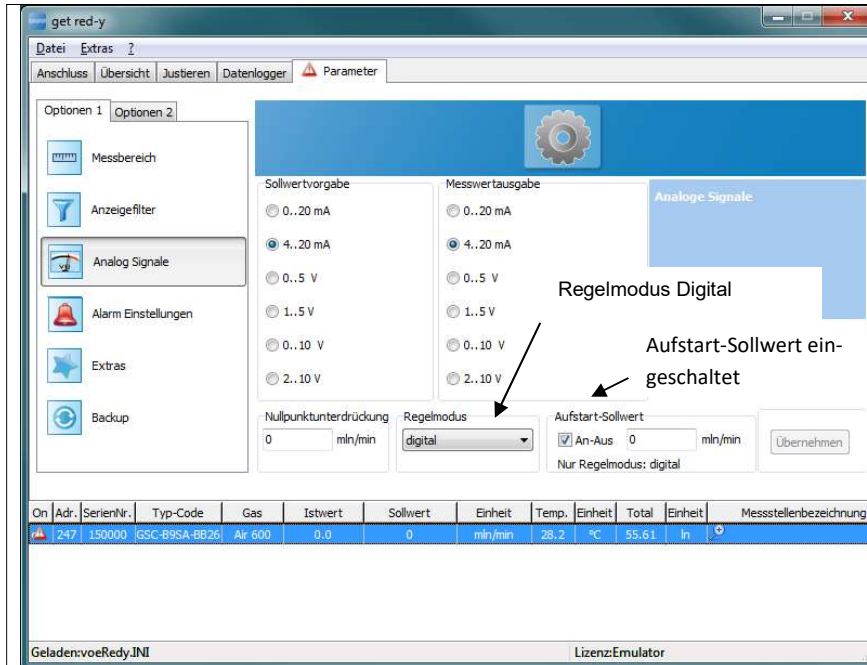 get red-y
Datei Extras ?
Anschluss Übersicht Justieren Datenlogger Parameter
Optionen 1 Optionen 2
Messbereich
Anzeigefilter
Analog Signale
Alarm Einstellungen
Extras
Backup
Sollwertvorgabe
0..20 mA
4..20 mA
0..5 V
1..5 V
0..10 V
2..10 V
Messwertausgabe
0..20 mA
4..20 mA
0..5 V
1..5 V
0..10 V
2..10 V
Analoge Signale
Regelmodus Digital
Aufstart-Sollwert ein-
geschaltet
Nullpunktunterdrückung
0 mln/min
Regelmodus
digital
Aufstart-Sollwert
An-Aus 0 mln/min
Nur Regelmodus: digital
Übernehmen
On Adr. SerienNr. Typ-Code Gas Istwert Sollwert Einheit Temp. Einheit Total Einheit Messstellenbezeichnung
247 150000 GSC-B9SA-BB26 Air 600 0.0 0 mln/min 28.2 °C 55.61 ln
Geladen:voeRedy.INI Lizenz:Emulator